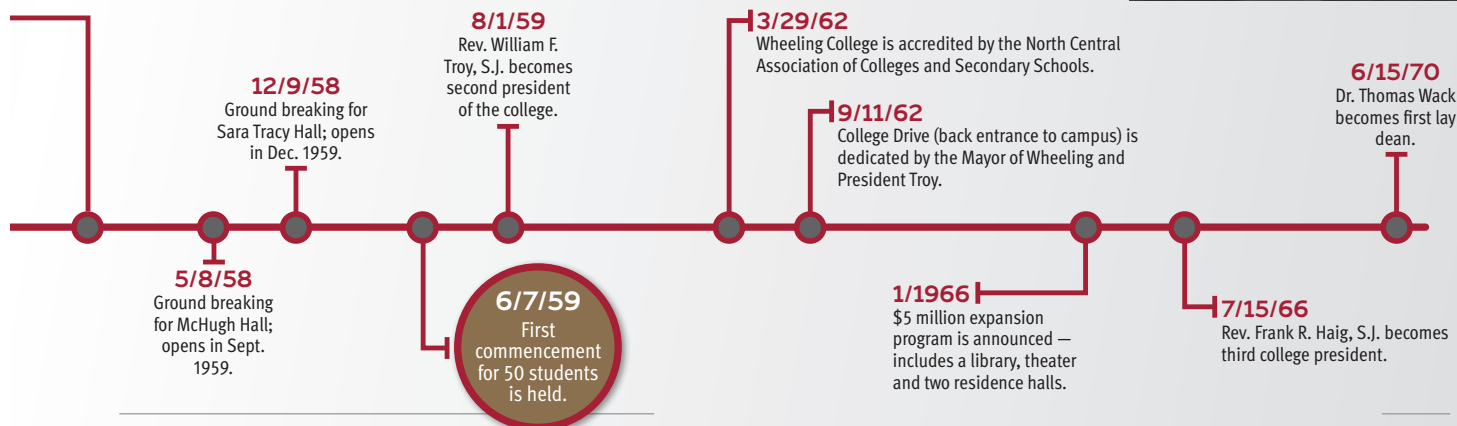 5/8/58
Ground breaking
for McHugh Hall;
opens in Sept.
1959.
12/9/58
Ground breaking for
Sara Tracy Hall; opens
in Dec. 1959.
6/7/59
First
commencement
for 50 students
is held.
8/1/59
Rev. William F.
Troy, S.J. becomes
second president
of the college.
3/29/62
Wheeling College is accredited by the North Central
Association of Colleges and Secondary Schools.
9/11/62
College Drive (back entrance to campus) is
dedicated by the Mayor of Wheeling and
President Troy.
1/1966
$5 million expansion
program is announced —
includes a library, theater
and two residence halls.
7/15/66
Rev. Frank R. Haig, S.J. becomes
third college president.
6/15/70
Dr. Thomas Wack
becomes first lay
dean.